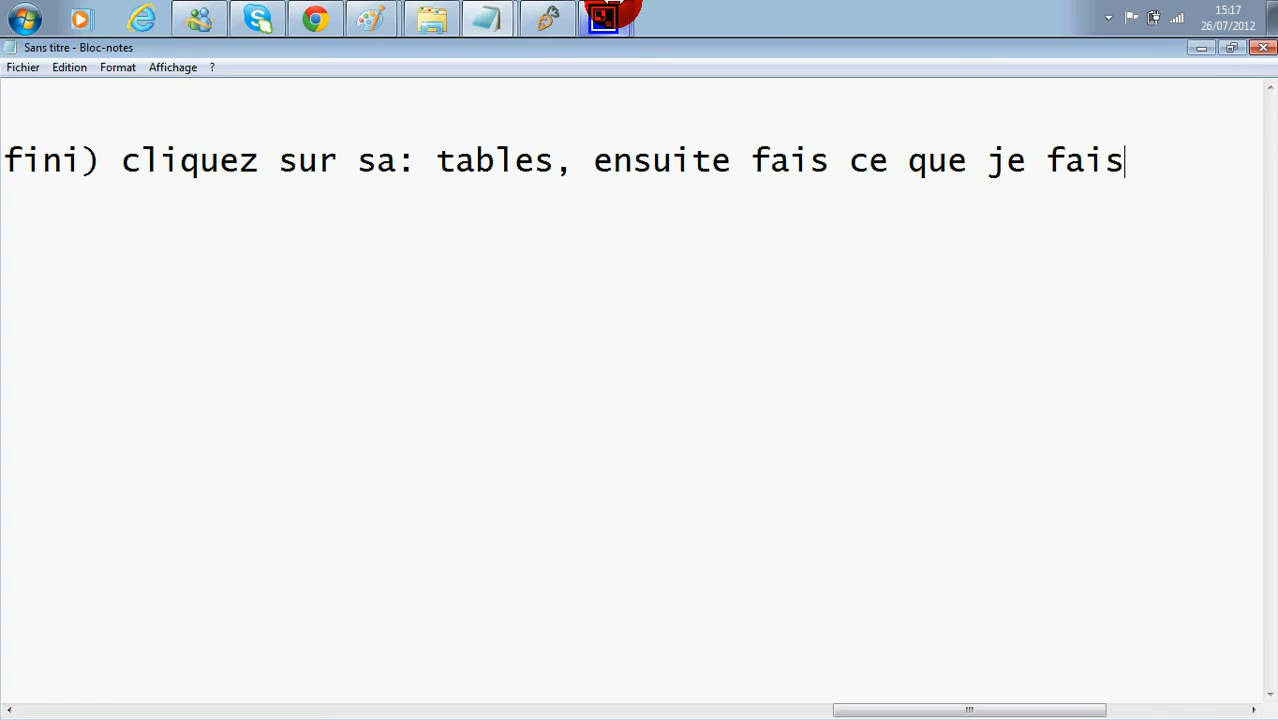 15:17
26/07/2012
Sans titre - Bloc-notes
Fichier Edition Format Affichage ?
fini) cliquez sur sa: tables, ensuite fais ce que je fais